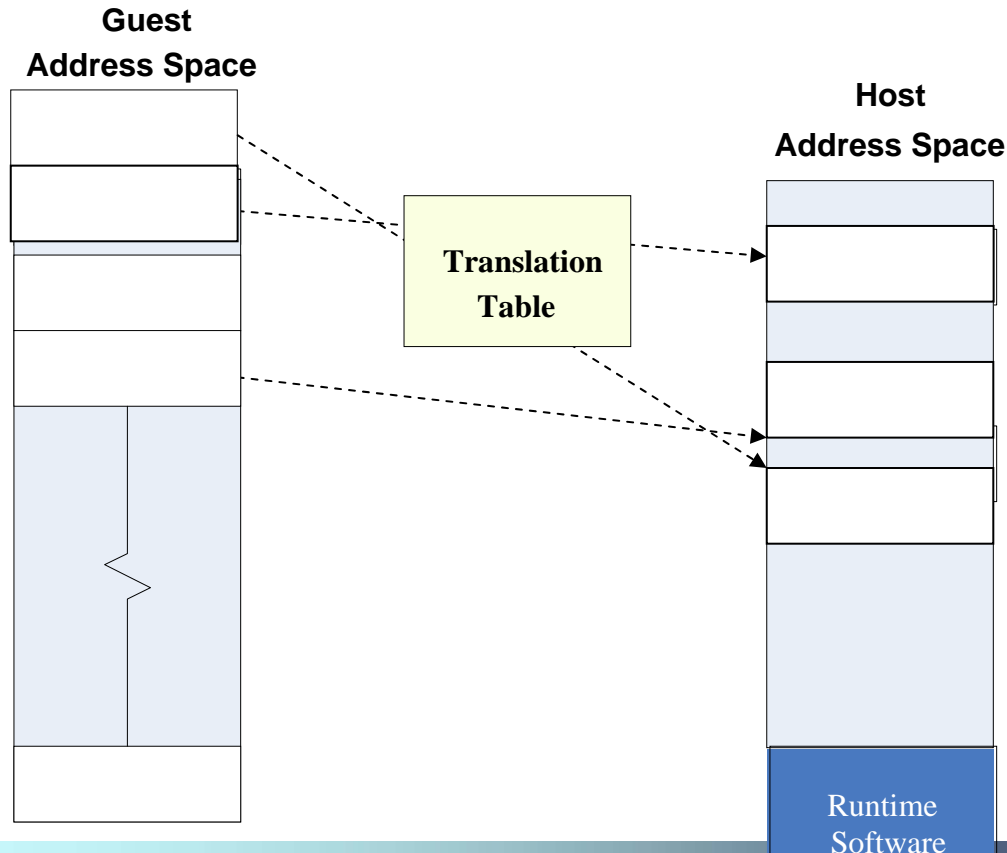 Guest
Address Space
Host
Address Space
Translation
Table
Runtime
Software